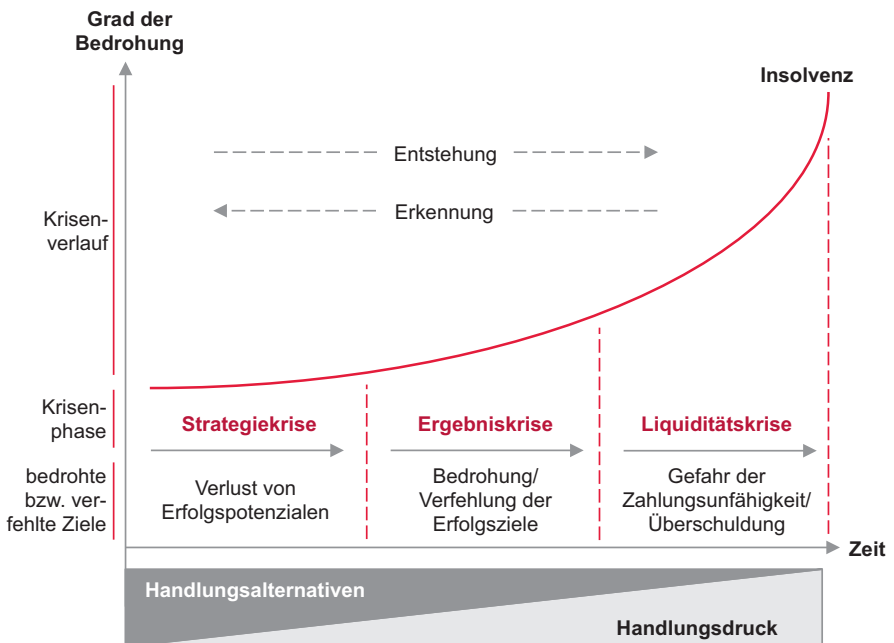 Grad der
Bedrohung
Insolvenz
Entstehung
Erkennung
Krisen-
verlauf
Krisen-
phase
Strategiekrise
Ergebniskrise
Liquiditätskrise
bedrohte
bzw. ver-
fehlte Ziele
Verlust von
Erfolgspotenzialen
Bedrohung/
Verfehlung der
Erfolgsziele
Gefahr der
Zahlungsunfähigkeit/
Überschuldung
Zeit
Handlungsalternativen
Handlungsdruck